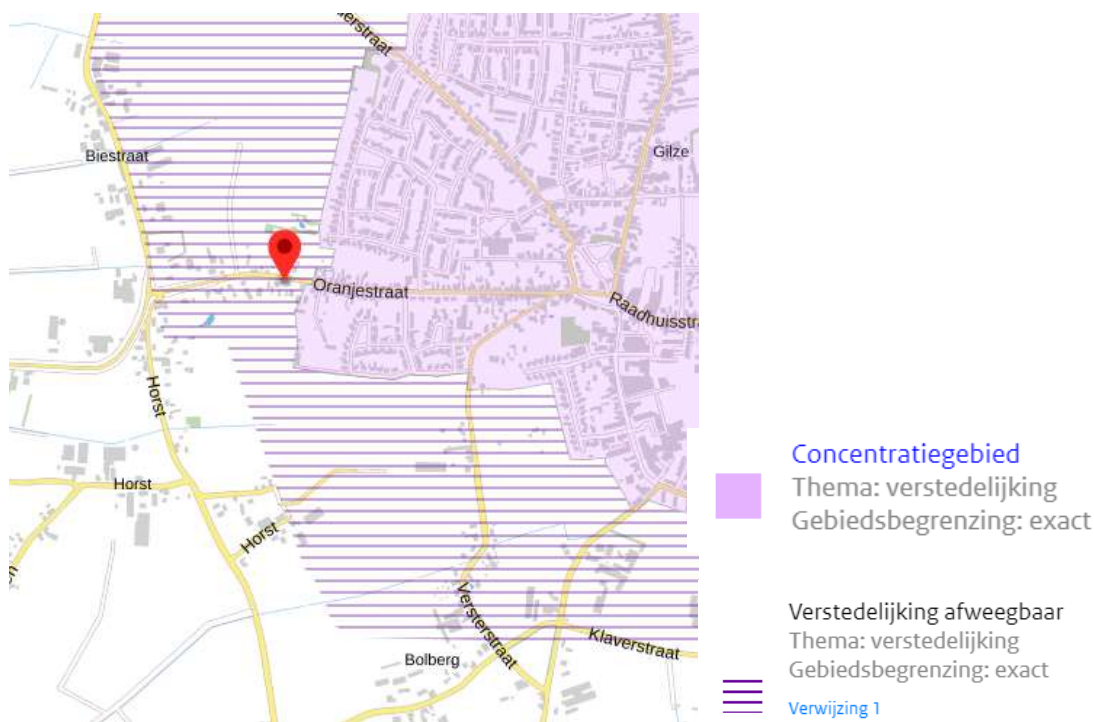 derstraat
Biestraat
Gilze
Oranjestraat
Raadhuisstra
Horst
Horst
Horst
Versterstraat
Klaverstraat
Bolberg
Concentratiegebied
Thema: verstedelijking
Gebiedsbegrenzing: exact
Verstedelijking afweegbaar
Thema: verstedelijking
Gebiedsbegrenzing: exact
Verwijzing 1